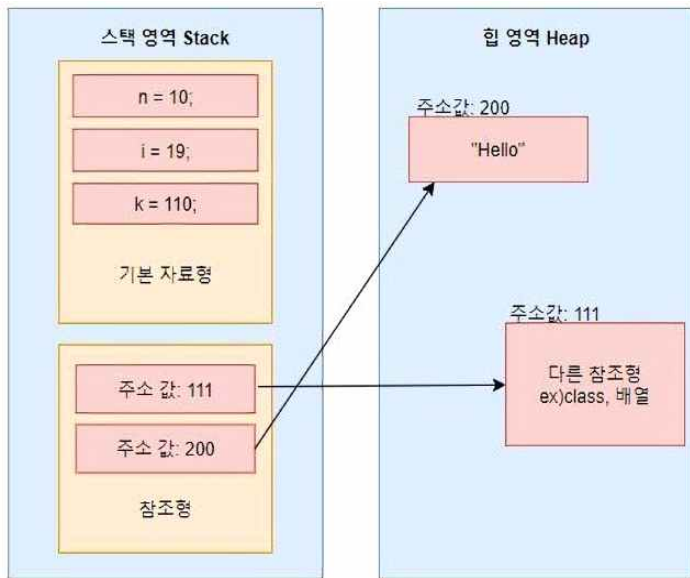 스택 영역 Stack
n = 10;
i = 19;
k = 110;
기본 자료형
주소 값: 111
주소 값: 200
참조형
힙 영역 Heap
주소값: 200
"Hello"
주소값: 111
다른 참조형
ex)class, 배열